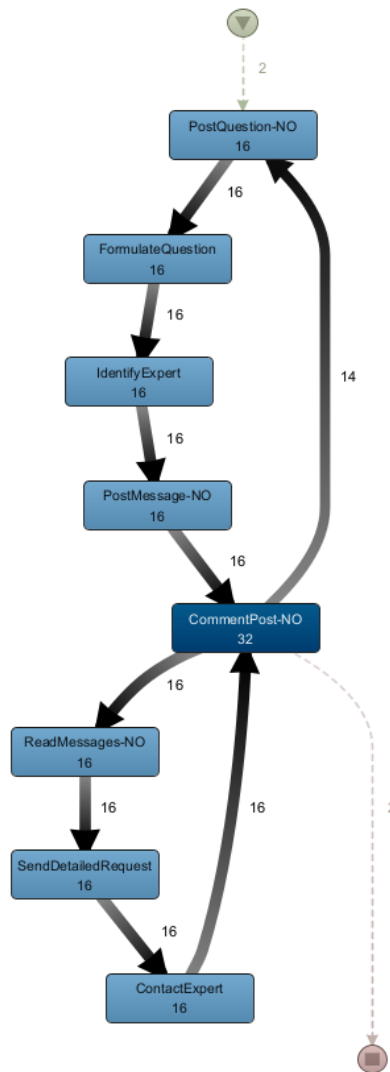 2
PostQuestion-NO
16
16
FormulateQuestion
16
16
IdentifyExpert
16
14
16
PostMessage-NO
16
16
CommentPost-NO
32
16
ReadMessages-NO
16
16
16
SendDetailedRequest
16
16
ContactExpert
16